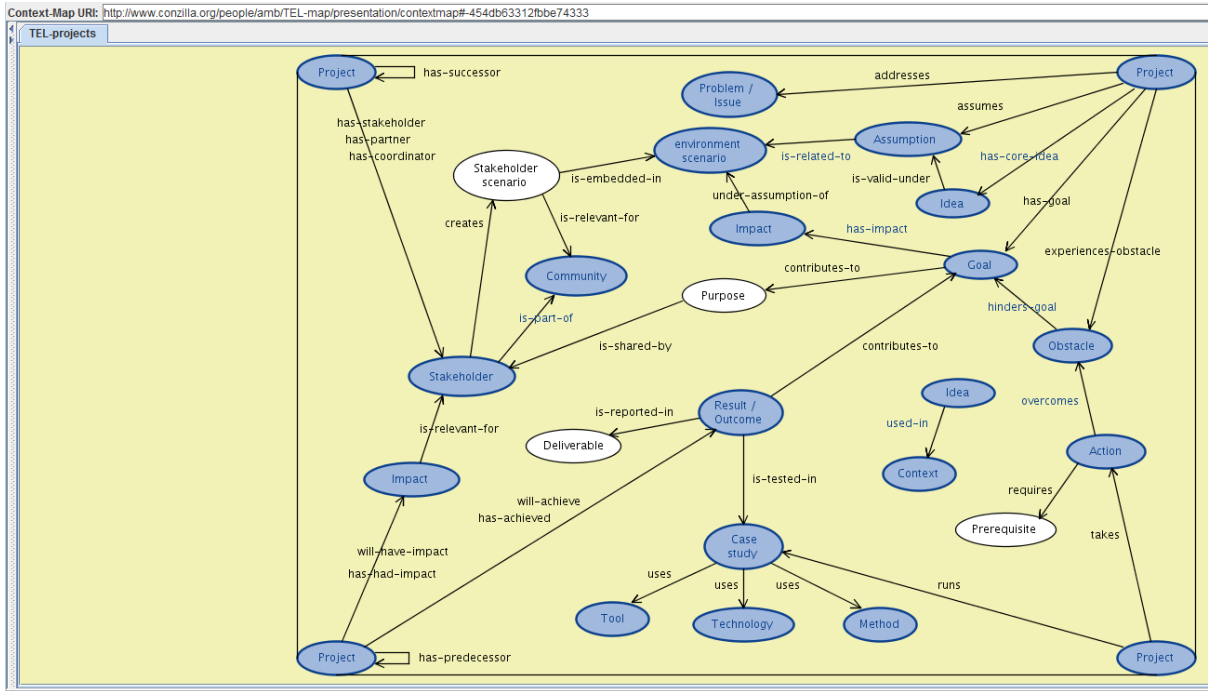 Context-Map URI: http://www.conzilla.org/people/amb/TEL-map/presentation/contextmap#-454db63312fbbe74333
TEL-projects
Project
has-successor
addresses
Project
Problem /
Issue
has-stakeholder
has-partner
has-coordinator
assumes
environment
scenario
Assumption
is-related-to
has-core-idea
Stakeholder
scenario
is-embedded-in
is-valid-under
under-assumption-of
Idea
has-goal
creates
is-relevant-for
Impact
has-impact
experiences-obstacle
Community
contributes-to
Goal
Purpose
is-part-of
hinders-goal
is-shared-by
contributes-to
Obstacle
Stakeholder
Idea
overcomes
is-reported-in
Result /
Outcome
is-relevant-for
used-in
Deliverable
Action
Context
Impact
is-tested-in
requires
will-achieve
has-achieved
Prerequisite
takes
Case
study
will-have-impact
has-had-impact
uses
uses
uses
runs
Tool
Technology
Method
Project
has-predecessor
Project